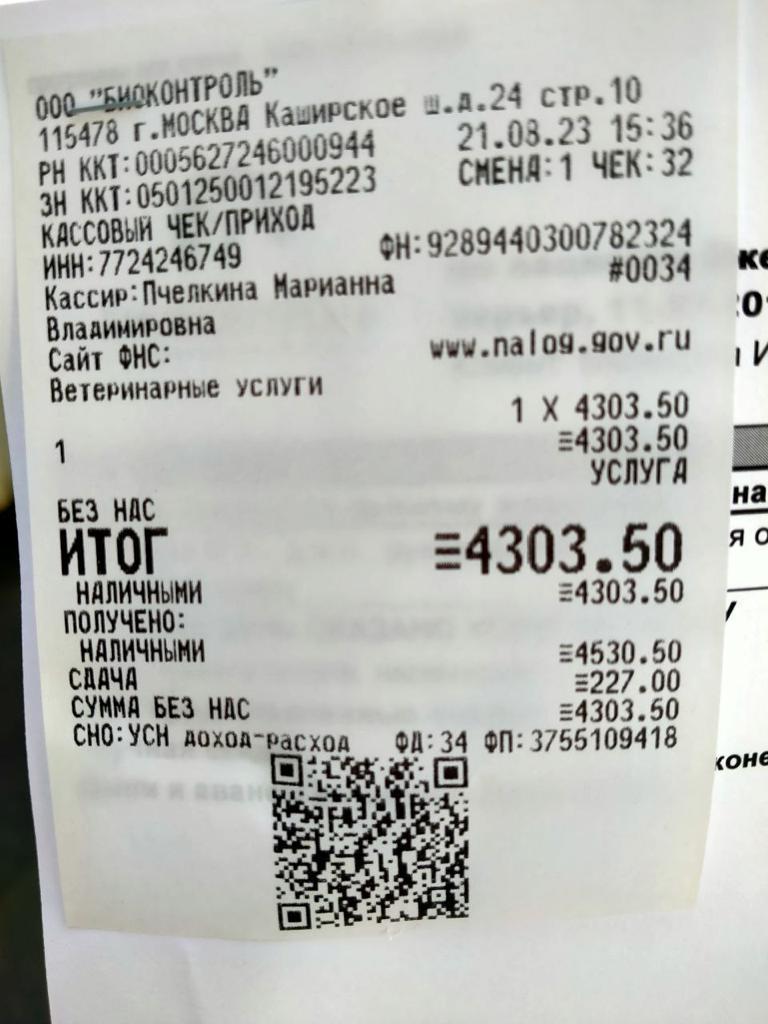 ООО "БИОКОНТРОЛЬ"
115478 г.МОСКВА Каширское ш.д.24 стр.10
РН ККТ:0005627246000944 21.08.23 15:36
ЗН ККТ:0501250012195223 СМЕНА:1 ЧЕК:32
КАССОВЫЙ ЧЕК/ПРИХОД
ИНН:7724246749 ФН:9289440300782324
Кассир:Пчелкина Марианна #0034
Владимировна
Сайт ФНС: www.nalog.gov.ru
Ветеринарные услуги
1 X 4303.50
1 ≡4303.50
УСЛУГА
БЕЗ НДС
ИТОГ ≡4303.50
НАЛИЧНЫМИ ≡4303.50
ПОЛУЧЕНО:
НАЛИЧНЫМИ ≡4530.50
СДАЧА ≡227.00
СУММА БЕЗ НДС ≡4303.50
СНО:УСН доход-расход ФД:34 ФП:3755109418